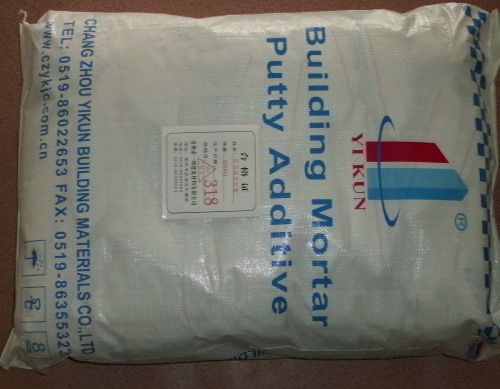 YI KUN
®
Building Mortar
Putty Additive
合格证
318
CHANG ZHOU YIKUN BUILDING MATERIALS CO.,LTD
TEL: 0519-86022653 FAX: 0519-86355323
www.czykjc.com.cn